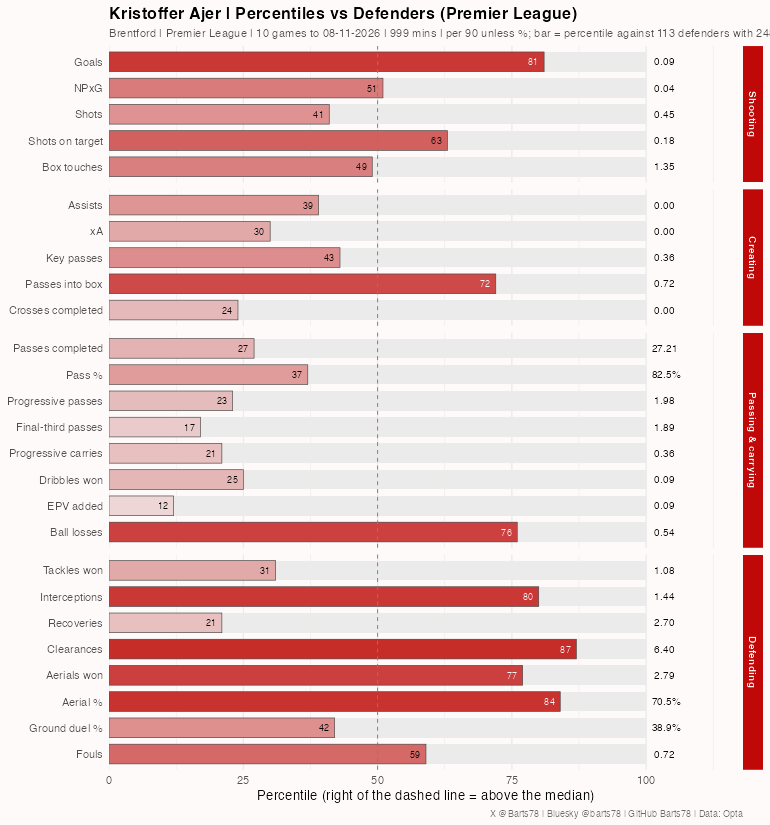 Kristoffer Ajer | Percentiles vs Defenders (Premier League)
Brentford | Premier League | 10 games to 08-11-2026 | 999 mins | per 90 unless %; bar = percentile against 113 defenders with 24
Goals 81 0.09
NPxG 51 0.04
Shots 41 0.45
Shots on target 63 0.18
Box touches 49 1.35
Shooting
Assists 39 0.00
xA 30 0.00
Key passes 43 0.36
Passes into box 72 0.72
Crosses completed 24 0.00
Creating
Passes completed 27 27.21
Pass % 37 82.5%
Progressive passes 23 1.98
Final-third passes 17 1.89
Progressive carries 21 0.36
Dribbles won 25 0.09
EPV added 12 0.09
Ball losses 76 0.54
Passing & carrying
Tackles won 31 1.08
Interceptions 80 1.44
Recoveries 21 2.70
Clearances 87 6.40
Aerials won 77 2.79
Aerial % 84 70.5%
Ground duel % 42 38.9%
Fouls 59 0.72
Defending
0 25 50 75 100
Percentile (right of the dashed line = above the median)
X @Barts78 | Bluesky @barts78 | GitHub Barts78 | Data: Opta